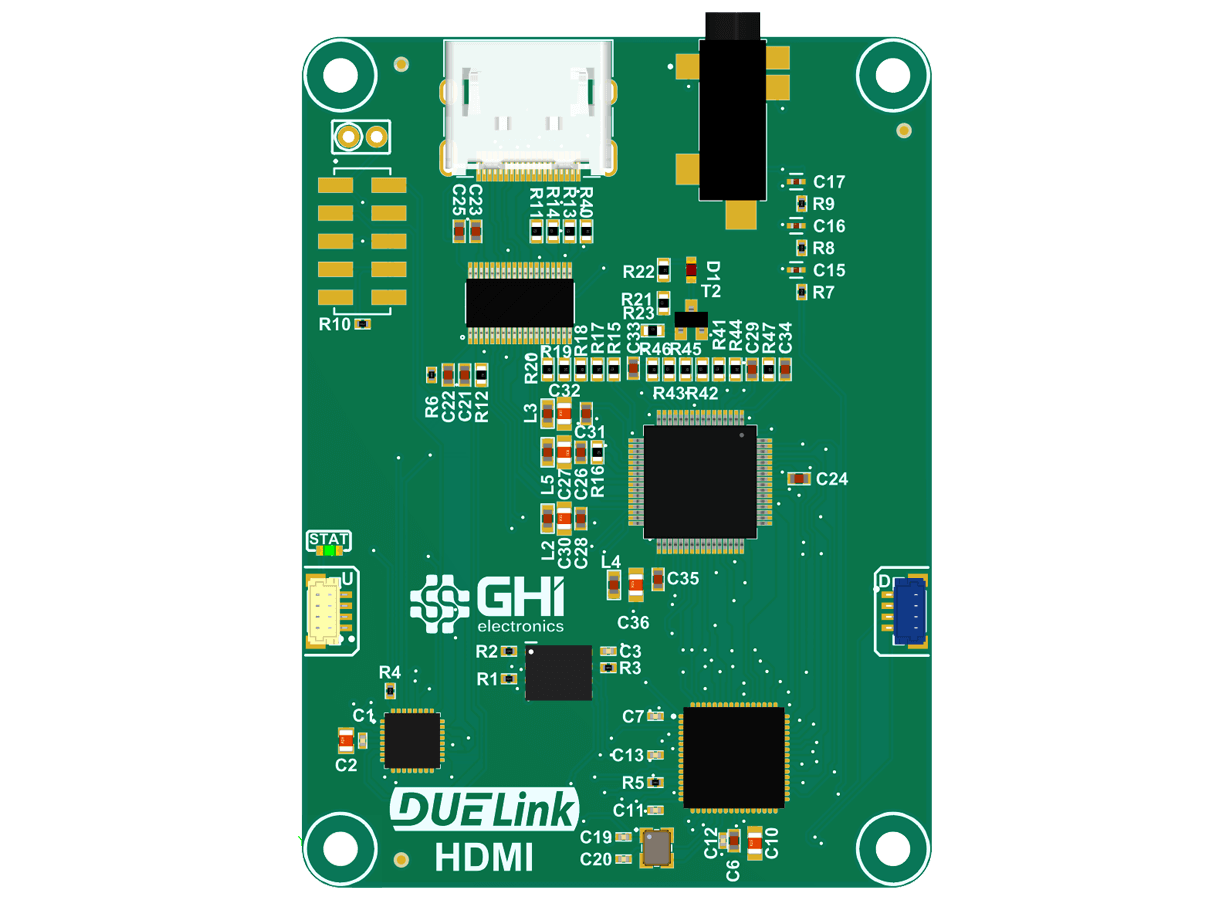 C17
R9
C16
R8
C15
R7
C25 C23 R11 R14 R13 R40
R22 D1
T2
R21
R23
R10
R20 R19 R18 R17 R15 C33 R46 R45 R41 R44 C29 R47 C34
R6 C22 C21 R12
C32
R43 R42
L3
C31
L5 C27 C26 R16
C24
STAT
L2 C30 C28
L4
C35
U
D
GHI
electronics
C36
R2
C3
R3
R1
R4
C1
C2
C7
C13
R5
C11
DUELink
HDMI
C19
C20
C12 C6 C10